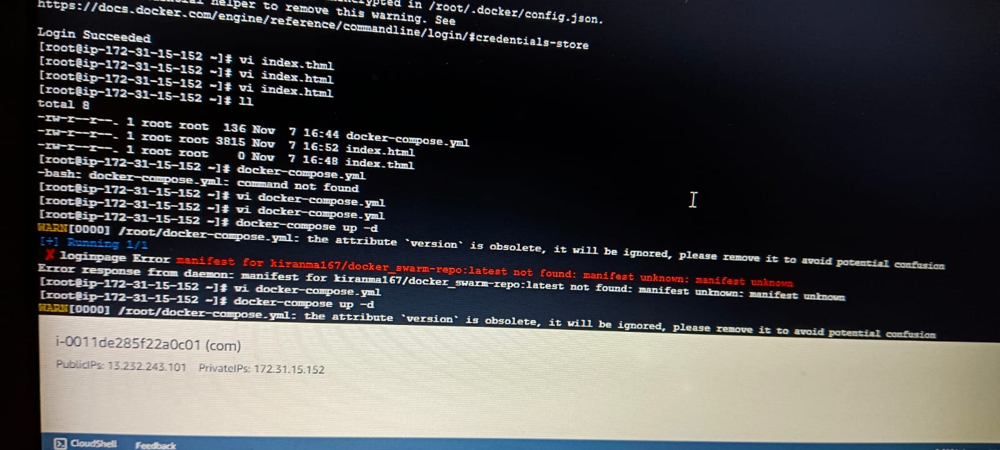 helper to remove this warning. See
crypted in /root/.docker/config.json.
https://docs.docker.com/engine/reference/commandline/login/#credentials-store
Login Succeeded
[root@ip-172-31-15-152 ~]# vi index.thml
[root@ip-172-31-15-152 ~]# vi index.html
[root@ip-172-31-15-152 ~]# vi index.html
[root@ip-172-31-15-152 ~]# ll
total 8
-rw-r--r--. 1 root root  136 Nov  7 16:44 docker-compose.yml
-rw-r--r--. 1 root root 3815 Nov  7 16:52 index.html
-rw-r--r--. 1 root root    0 Nov  7 16:48 index.thml
[root@ip-172-31-15-152 ~]# docker-compose.yml
-bash: docker-compose.yml: command not found
[root@ip-172-31-15-152 ~]# vi docker-compose.yml
[root@ip-172-31-15-152 ~]# vi docker-compose.yml
[root@ip-172-31-15-152 ~]# docker-compose up -d
WARN[0000] /root/docker-compose.yml: the attribute `version` is obsolete, it will be ignored, please remove it to avoid potential confusion
[+] Running 1/1
✘ loginpage Error manifest for kiranma167/docker_swarm-repo:latest not found: manifest unknown: manifest unknown
Error response from daemon: manifest for kiranma167/docker_swarm-repo:latest not found: manifest unknown: manifest unknown
[root@ip-172-31-15-152 ~]# vi docker-compose.yml
[root@ip-172-31-15-152 ~]# docker-compose up -d
WARN[0000] /root/docker-compose.yml: the attribute `version` is obsolete, it will be ignored, please remove it to avoid potential confusion
i-0011de285f22a0c01 (com)
PublicIPs: 13.232.243.101 PrivateIPs: 172.31.15.152
CloudShell Feedback